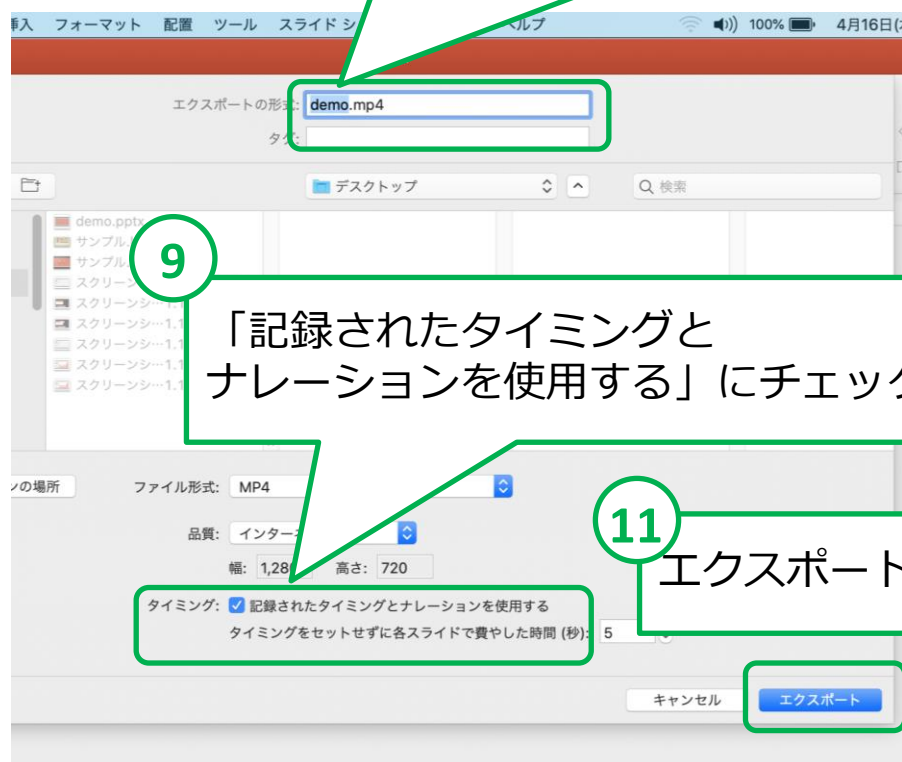 挿入 フォーマット 配置 ツール スライド シ ヘルプ 100% 4月16日(
エクスポートの形式: demo.mp4
タグ:
デスクトップ 検索
demo.pptx
サンプル
サンプル
スクリーン
スクリーンシ…1.1
スクリーンシ…1.1
スクリーンシ…1.1
スクリーンシ…1.1
スクリーンシ…1.1
9
「記録されたタイミングと
ナレーションを使用する」にチェック
ンの場所 ファイル形式: MP4
品質: インター
幅: 1,28 高さ: 720
11
エクスポート
タイミング: 記録されたタイミングとナレーションを使用する
タイミングをセットせずに各スライドで費やした時間 (秒): 5
キャンセル エクスポート